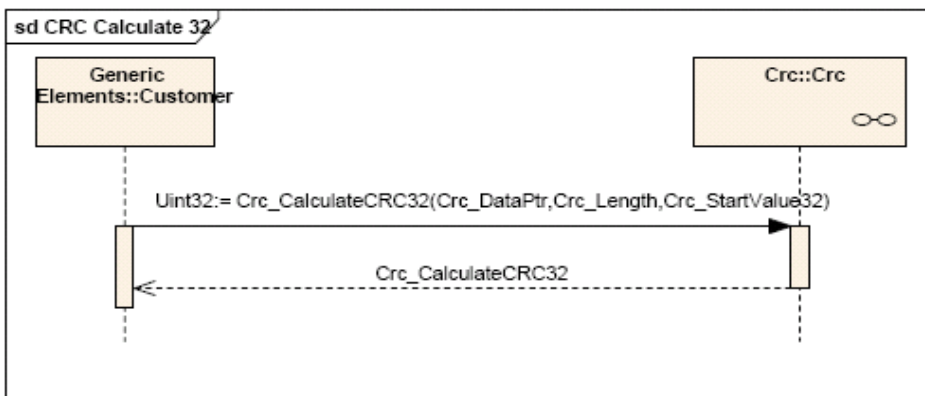 sd CRC Calculate 32
Generic
Elements::Customer
Crc::Crc
Uint32:= Crc_CalculateCRC32(Crc_DataPtr,Crc_Length,Crc_StartValue32)
Crc_CalculateCRC32